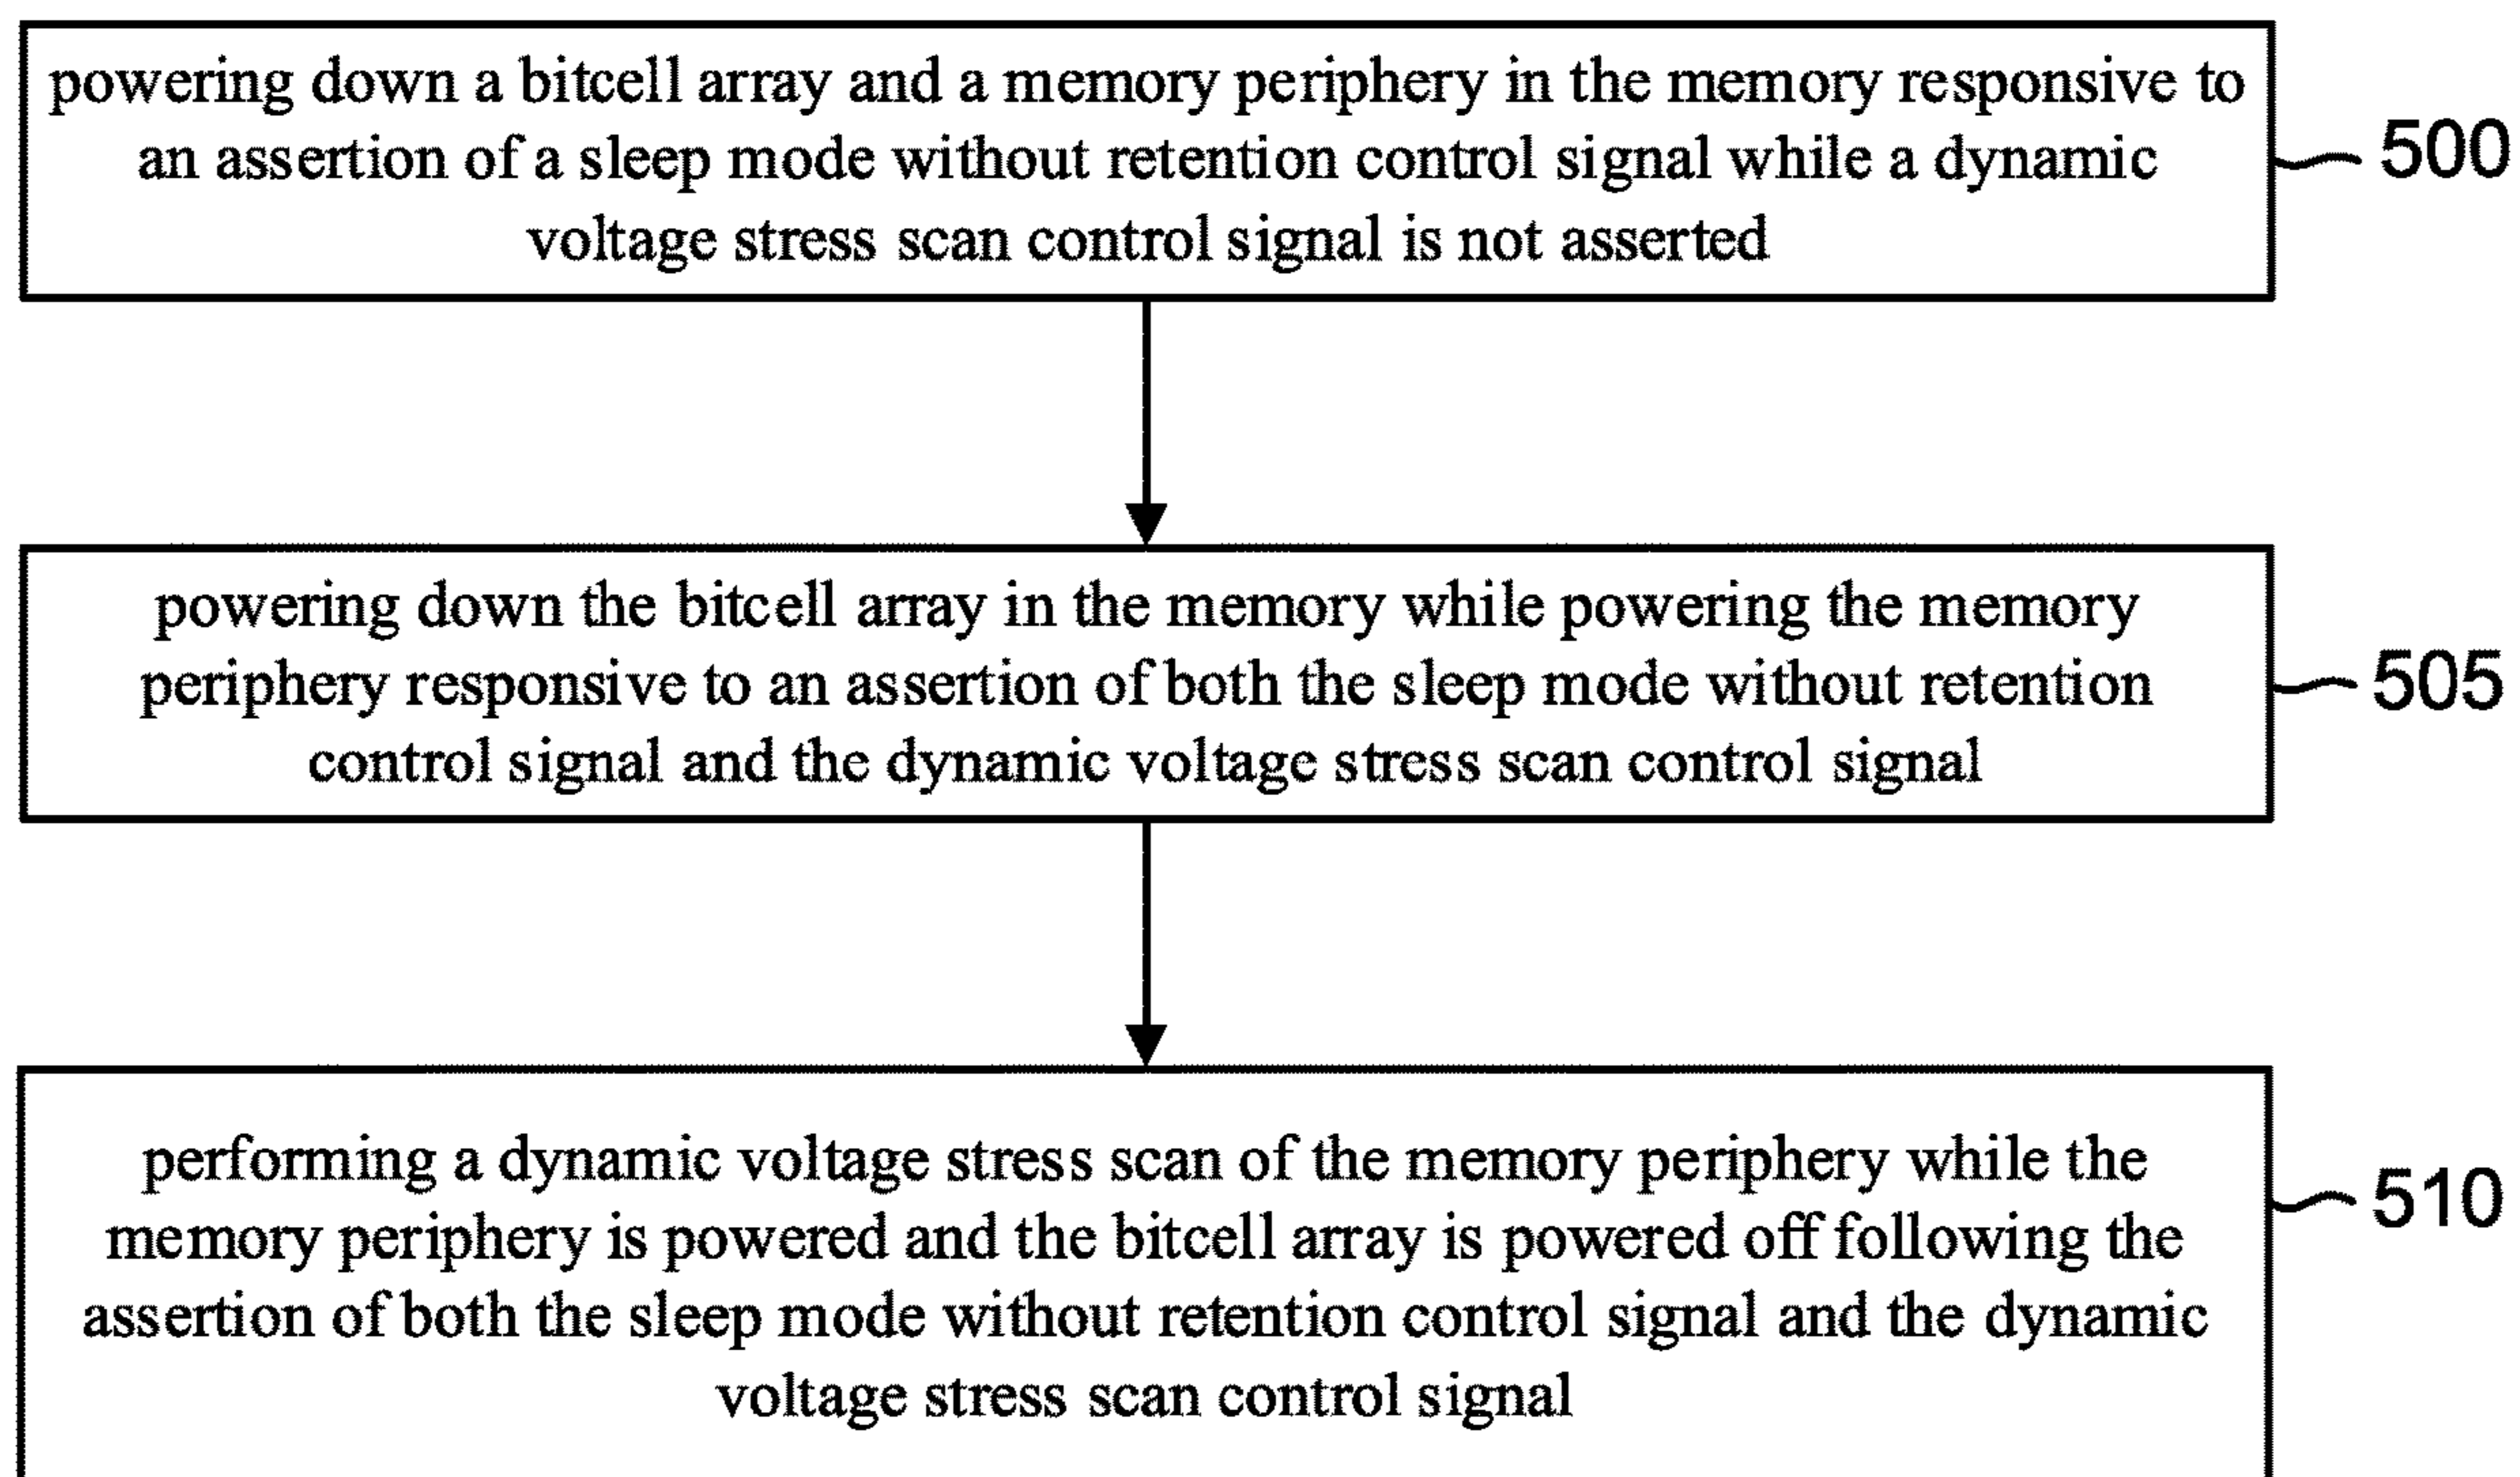 powering down a bitcell array and a memory periphery in the memory responsive to
an assertion of a sleep mode without retention control signal while a dynamic
voltage stress scan control signal is not asserted
500
powering down the bitcell array in the memory while powering the memory
periphery responsive to an assertion of both the sleep mode without retention
control signal and the dynamic voltage stress scan control signal
505
performing a dynamic voltage stress scan of the memory periphery while the
memory periphery is powered and the bitcell array is powered off following the
assertion of both the sleep mode without retention control signal and the dynamic
voltage stress scan control signal
510